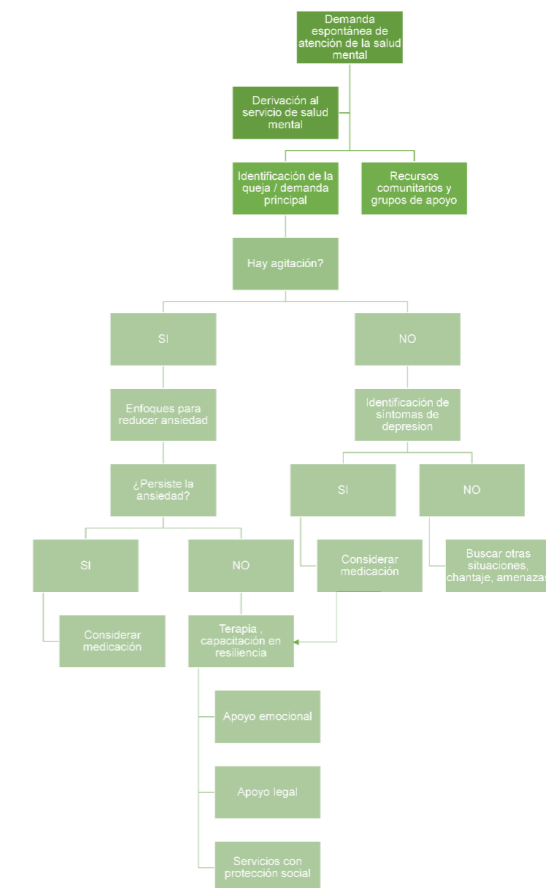 Demanda
espontánea de
atención de la salud
mental
Derivación al
servicio de salud
mental
Identificación de la
queja / demanda
principal
Recursos
comunitarios y
grupos de apoyo
Hay agitación?
SI
NO
Enfoques para
reducer ansiedad
Identificación de
síntomas de
depresion
¿Persiste la
ansiedad?
SI
NO
SI
NO
Considerar
medicación
Buscar otras
situaciones,
chantaje, amenazas
Considerar
medicación
Terapia ,
capacitación en
resiliencia
Apoyo emocional
Apoyo legal
Servicios con
protección social